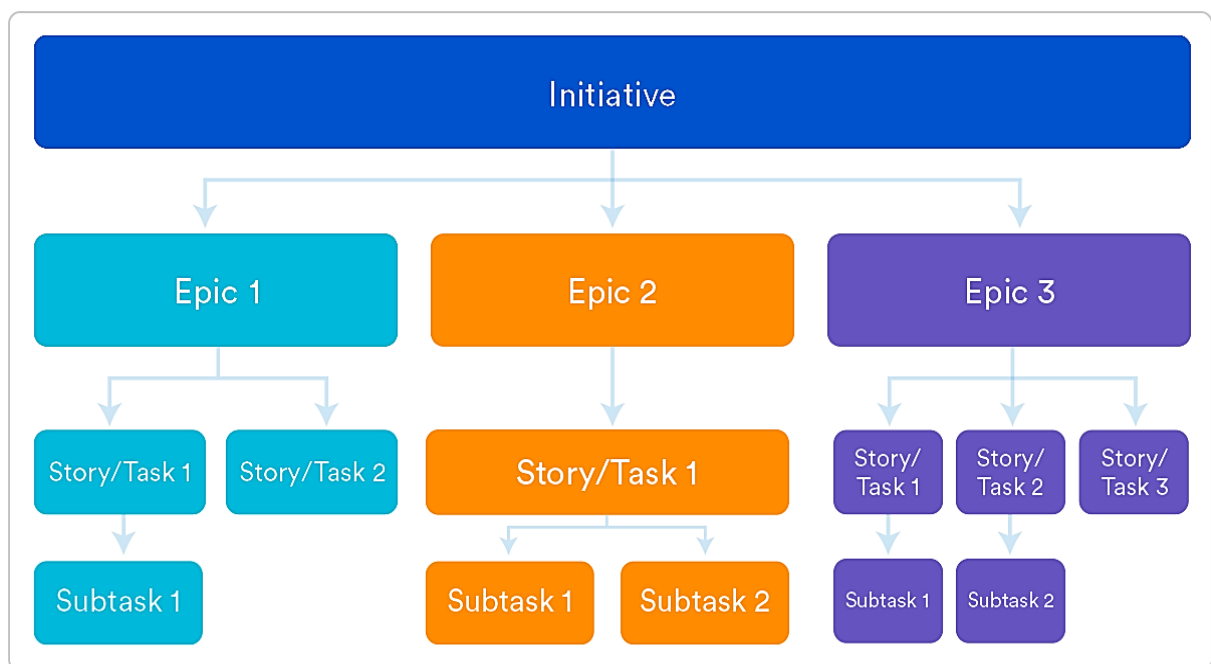 Initiative
Epic 1
Epic 2
Epic 3
Story/Task 1
Story/Task 2
Story/Task 1
Story/
Task 1
Story/
Task 2
Story/
Task 3
Subtask 1
Subtask 1
Subtask 2
Subtask 1
Subtask 2